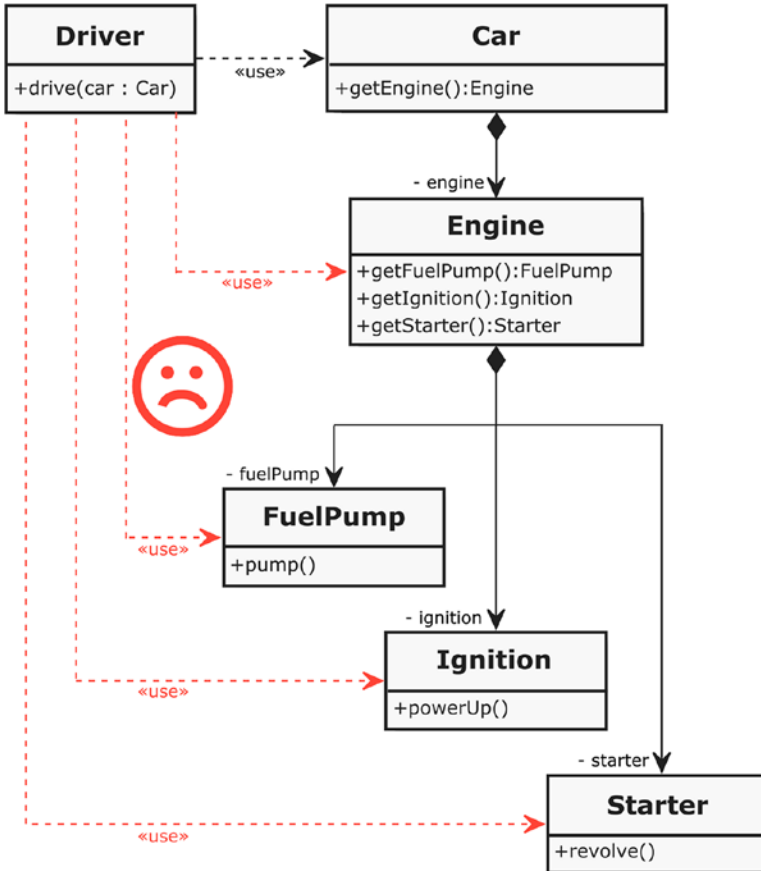 Driver
+drive(car : Car)
«use»
Car
+getEngine():Engine
- engine
Engine
+getFuelPump():FuelPump
+getIgnition():Ignition
+getStarter():Starter
«use»
- fuelPump
FuelPump
+pump()
«use»
- ignition
Ignition
+powerUp()
«use»
- starter
Starter
+revolve()
«use»